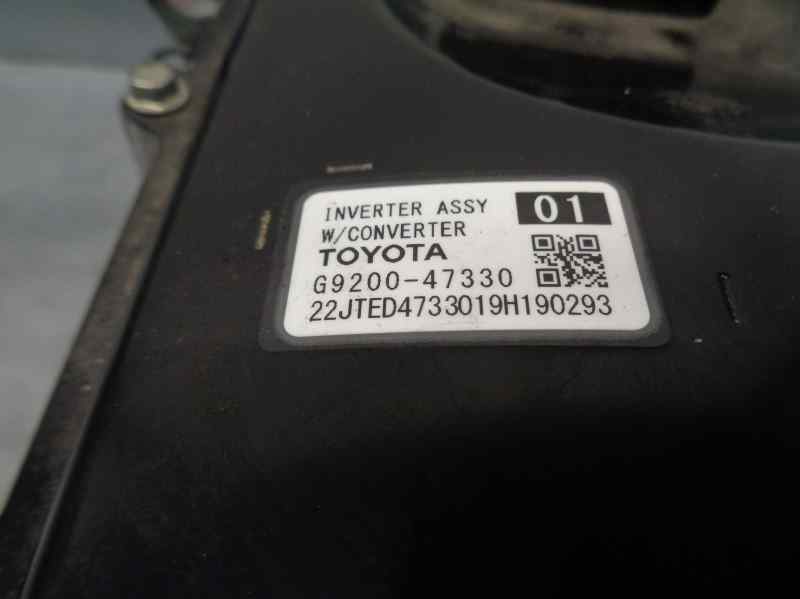 INVERTER ASSY 01
W/CONVERTER
TOYOTA
G9200-47330
22JTED4733019H190293